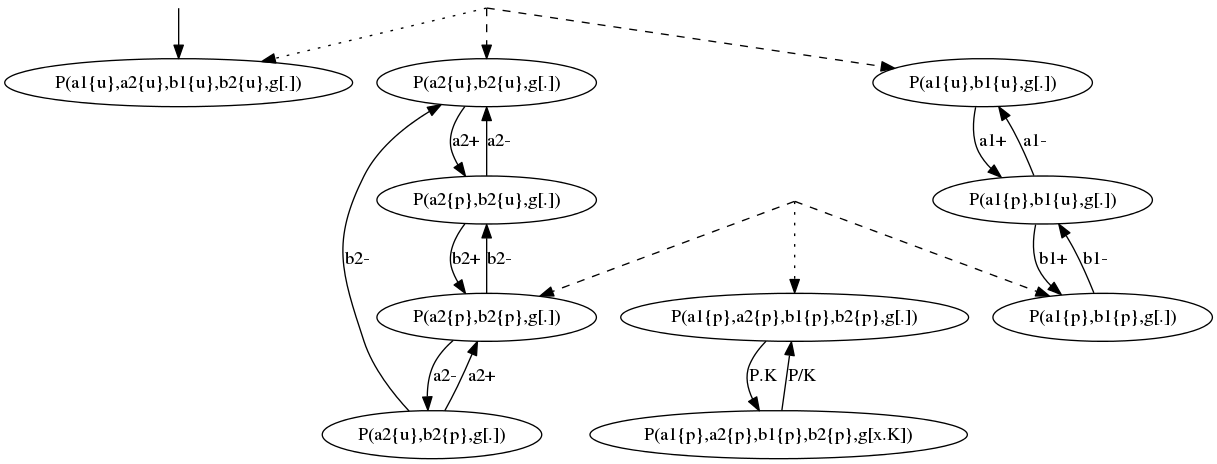 P(a1{u},a2{u},b1{u},b2{u},g[.])
P(a2{u},b2{u},g[.])
P(a1{u},b1{u},g[.])
a2+
a2-
a1+
a1-
P(a2{p},b2{u},g[.])
P(a1{p},b1{u},g[.])
b2-
b2+
b2-
b1+
b1-
P(a2{p},b2{p},g[.])
P(a1{p},a2{p},b1{p},b2{p},g[.])
P(a1{p},b1{p},g[.])
a2-
a2+
P.K
P/K
P(a2{u},b2{p},g[.])
P(a1{p},a2{p},b1{p},b2{p},g[x.K])